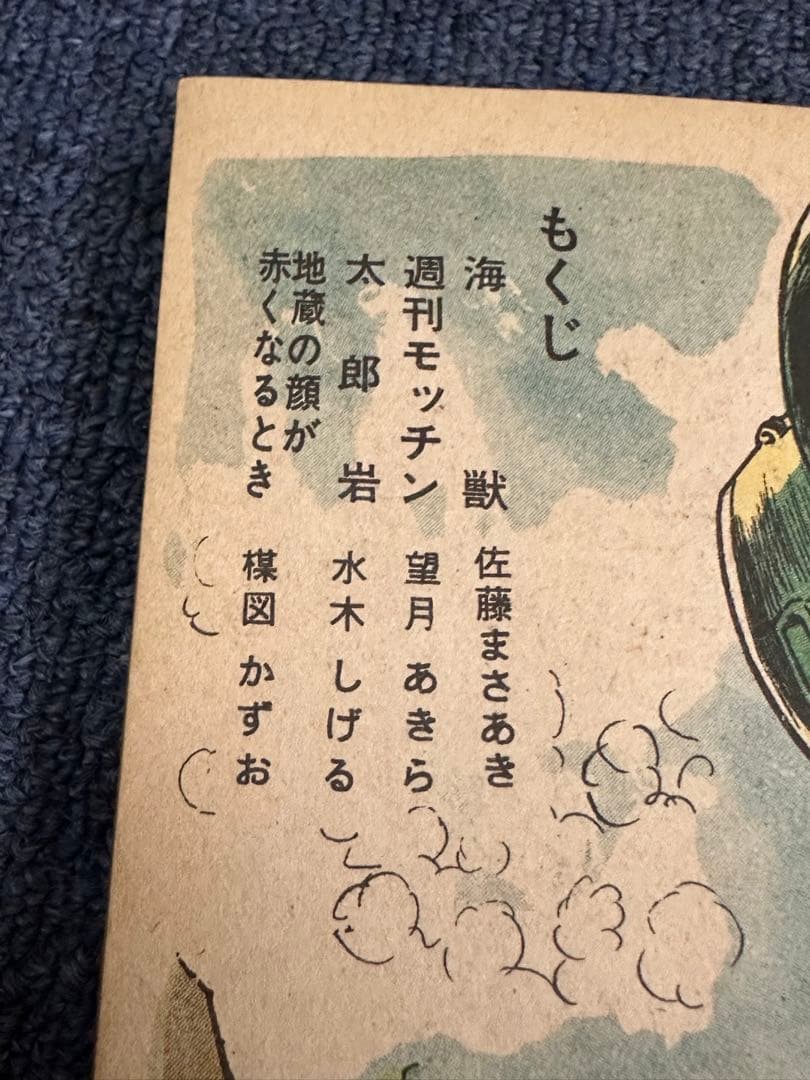 もくじ
海獣 佐藤まさあき
週刊モッチン 望月あきら
太郎岩 水木しげる
地蔵の顔が
赤くなるとき 楳図かずお